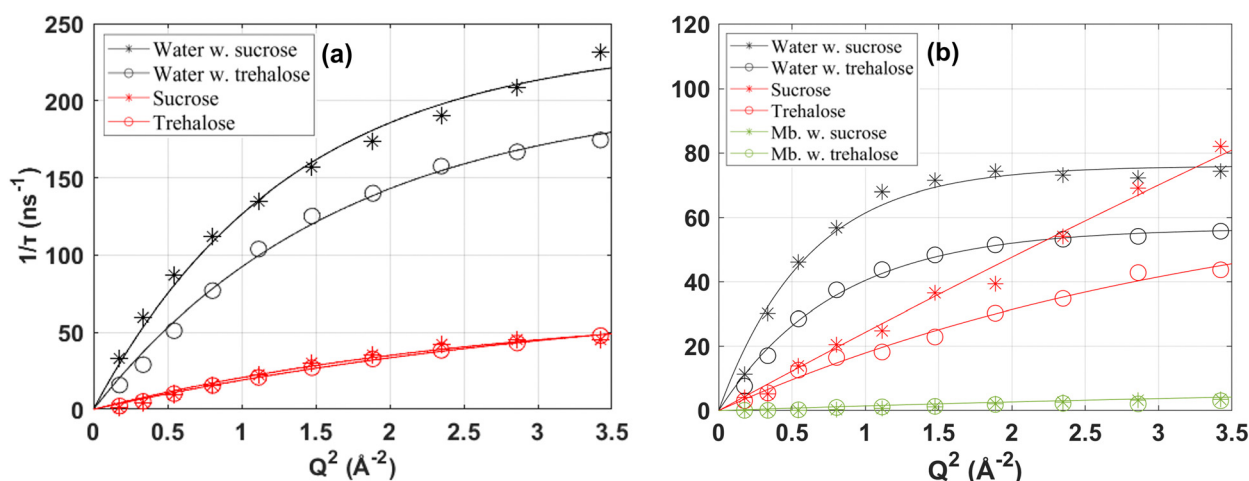 (a)
250
200
150
100
50
0
1/τ (ns⁻¹)
Water w. sucrose
Water w. trehalose
Sucrose
Trehalose
0 0.5 1 1.5 2 2.5 3 3.5
Q² (Å⁻²)
(b)
120
100
80
60
40
20
0
Water w. sucrose
Water w. trehalose
Sucrose
Trehalose
Mb. w. sucrose
Mb. w. trehalose
0 0.5 1 1.5 2 2.5 3 3.5
Q² (Å⁻²)